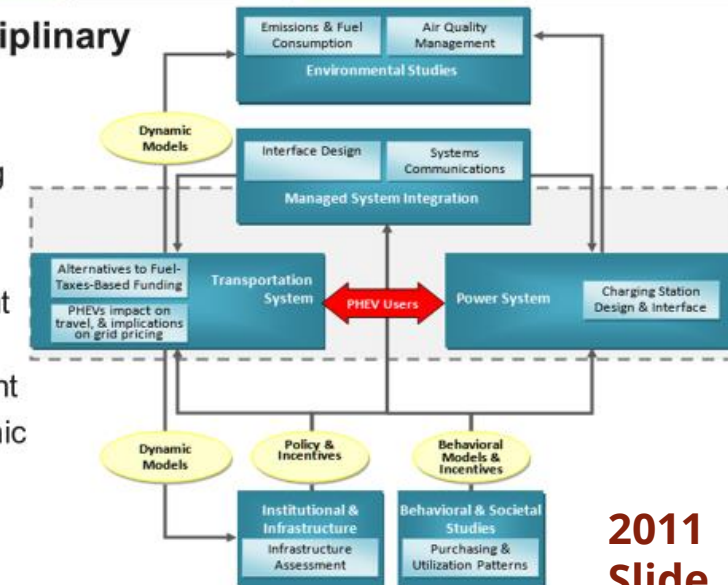 iplinary
g
t
nt
nic
Emissions & Fuel
Consumption
Air Quality
Management
Environmental Studies
Dynamic
Models
Interface Design
Systems
Communications
Managed System Integration
Alternatives to Fuel-
Taxes-Based Funding
PHEVs impact on
travel, & implications
on grid pricing
Transportation
System
PHEV Users
Power System
Charging Station
Design & Interface
Dynamic
Models
Policy &
Incentives
Behavioral
Models &
Incentives
Institutional &
Infrastructure
Infrastructure
Assessment
Behavioral & Societal
Studies
Purchasing &
Utilization Patterns
2011
Slide